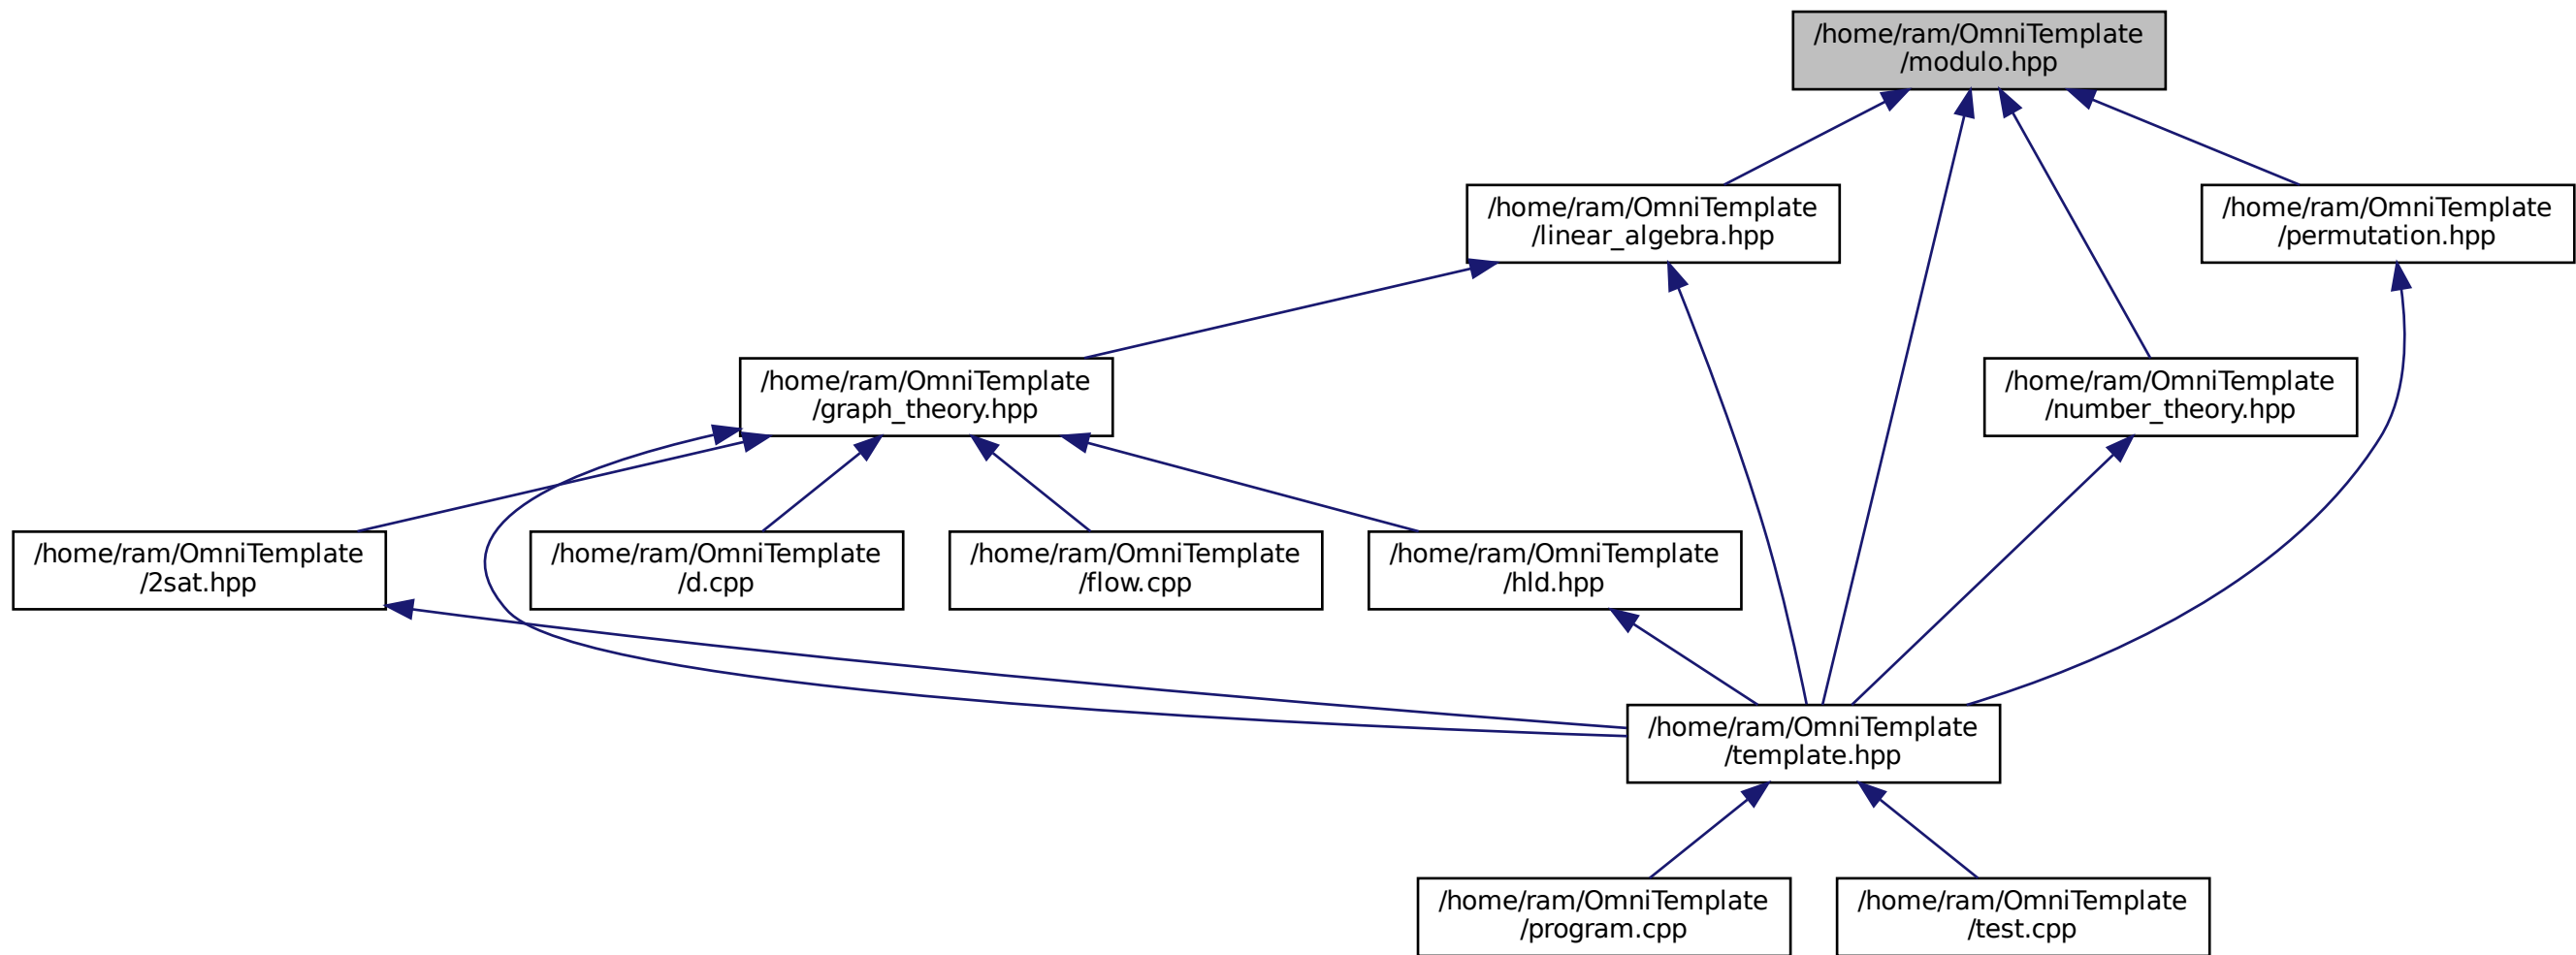 /home/ram/OmniTemplate
/modulo.hpp
/home/ram/OmniTemplate
/linear_algebra.hpp
/home/ram/OmniTemplate
/permutation.hpp
/home/ram/OmniTemplate
/graph_theory.hpp
/home/ram/OmniTemplate
/number_theory.hpp
/home/ram/OmniTemplate
/2sat.hpp
/home/ram/OmniTemplate
/d.cpp
/home/ram/OmniTemplate
/flow.cpp
/home/ram/OmniTemplate
/hld.hpp
/home/ram/OmniTemplate
/template.hpp
/home/ram/OmniTemplate
/program.cpp
/home/ram/OmniTemplate
/test.cpp